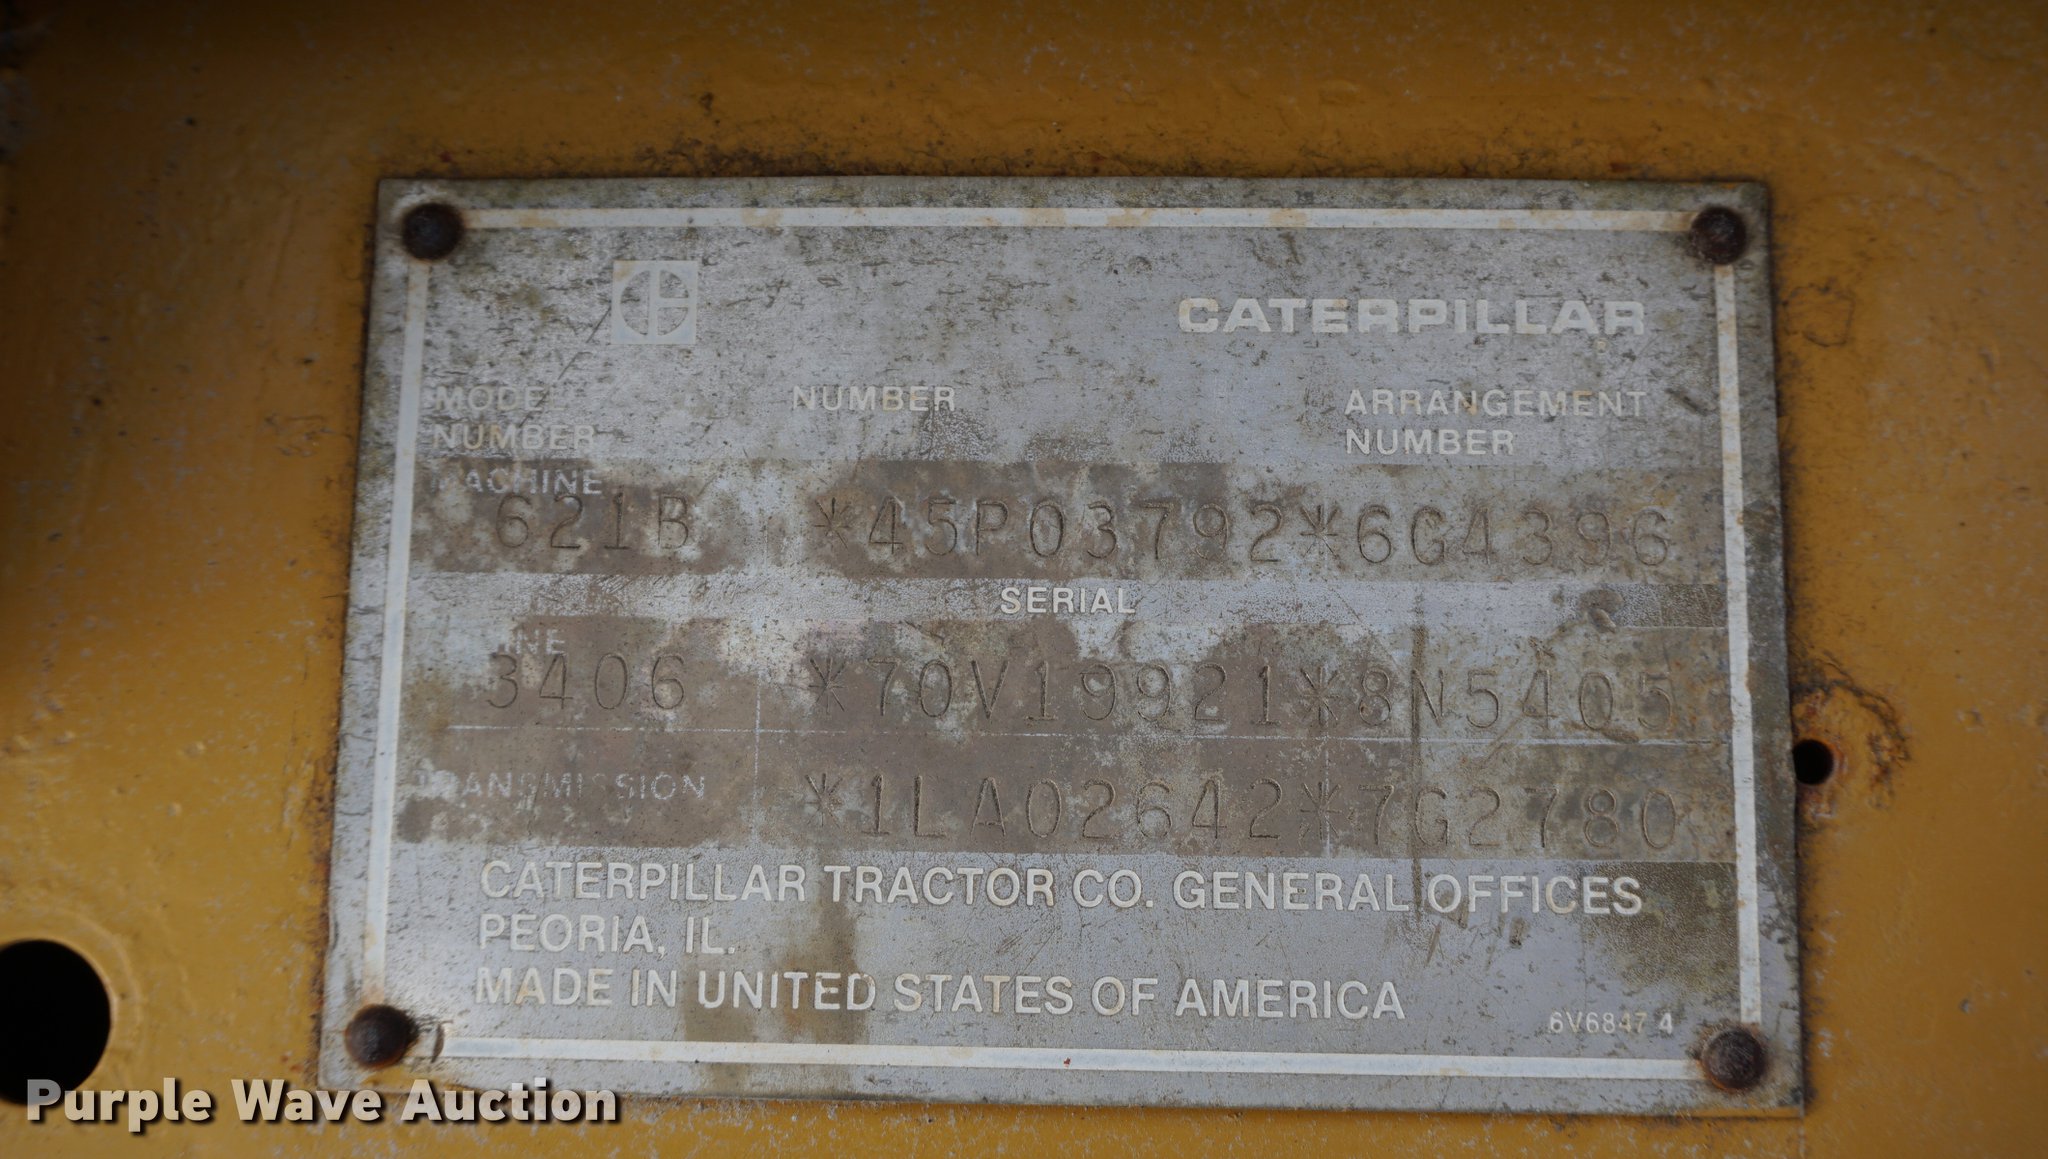 CATERPILLAR
MODEL NUMBER ARRANGEMENT
NUMBER NUMBER
MACHINE
621B *45P03792*6G4396
SERIAL
3406 *70V19921*8N5405
TRANSMISSION *1LA02642*7G2780
CATERPILLAR TRACTOR CO. GENERAL OFFICES
PEORIA, IL.
MADE IN UNITED STATES OF AMERICA
6V6847 4
Purple Wave Auction